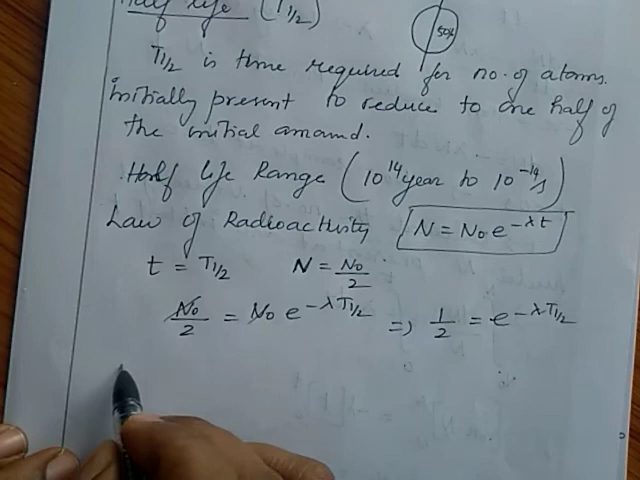 Half life (T1/2)
50%
T1/2 is time required for no. of atoms
initially present to reduce to one half of
the initial amount.
Half life Range (10^14 year to 10^-14 s)
Law of Radioactivity N = N0 e^-λt
t = T1/2 N = N0/2
N0/2 = N0 e^-λT1/2 => 1/2 = e^-λT1/2